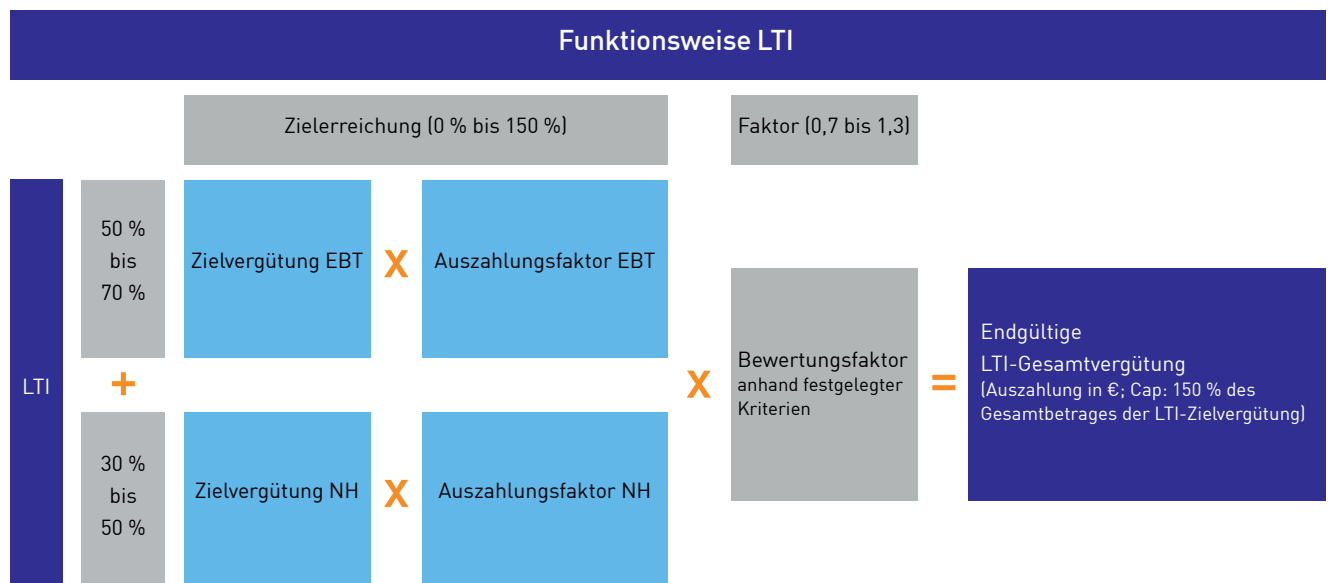 Funktionsweise LTI
Zielerreichung (0 % bis 150 %)
Faktor (0,7 bis 1,3)
LTI
50 %
bis
70 %
Zielvergütung EBT
X
Auszahlungsfaktor EBT
+
30 %
bis
50 %
Zielvergütung NH
X
Auszahlungsfaktor NH
X
Bewertungsfaktor
anhand festgelegter
Kriterien
=
Endgültige
LTI-Gesamtvergütung
(Auszahlung in €; Cap: 150 % des
Gesamtbetrages der LTI-Zielvergütung)